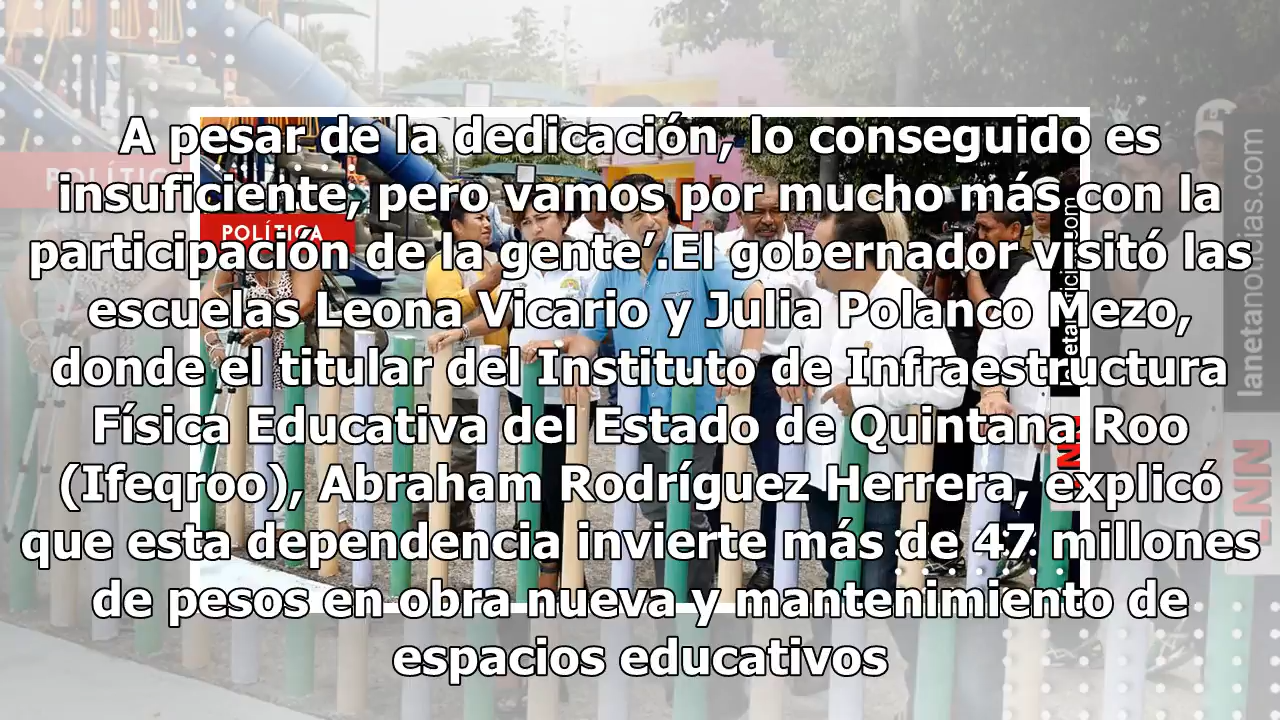 A pesar de la dedicación, lo conseguido es
insuficiente; pero vamos por mucho más con la
participación de la gente’.El gobernador visitó las
escuelas Leona Vicario y Julia Polanco Mezo,
donde el titular del Instituto de Infraestructura
Física Educativa del Estado de Quintana Roo
(Ifeqroo), Abraham Rodríguez Herrera, explicó
que esta dependencia invierte más de 47 millones
de pesos en obra nueva y mantenimiento de
espacios educativos
POLÍTICA
lanetanoticias.com